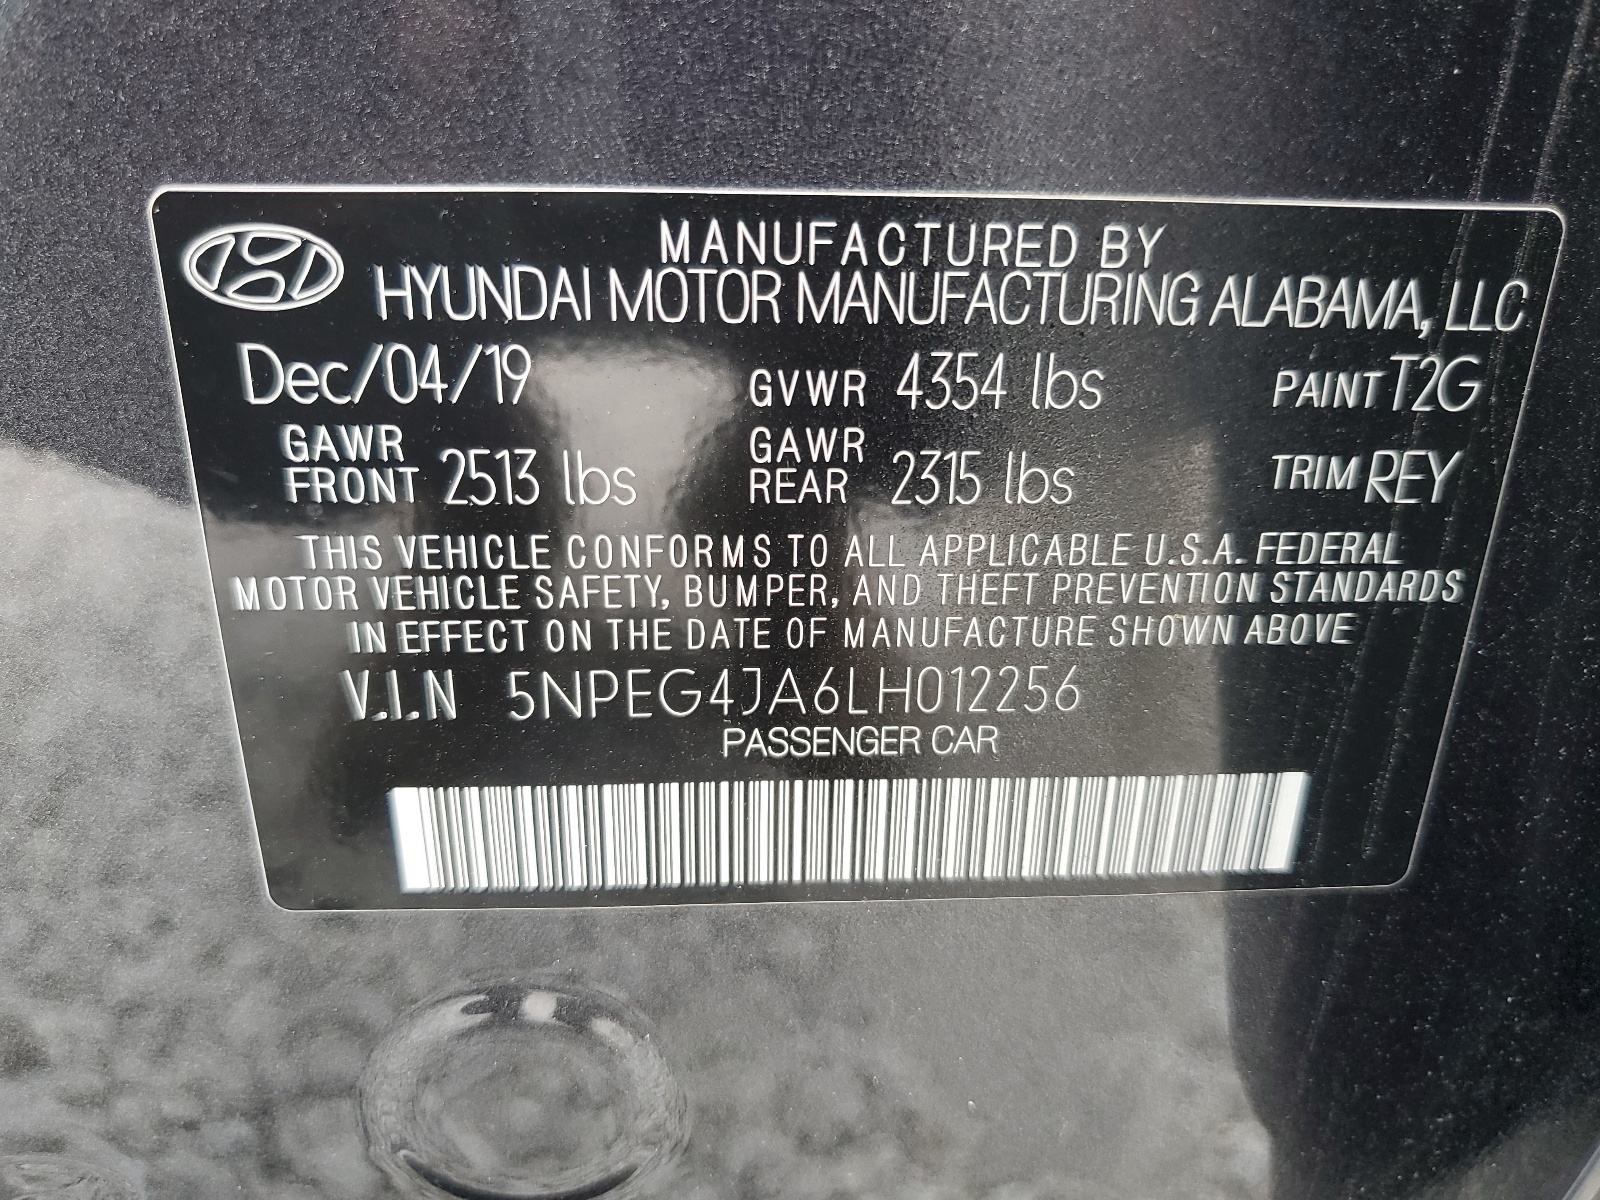 MANUFACTURED BY
HYUNDAI MOTOR MANUFACTURING ALABAMA, LLC
Dec/04/19 GVWR 4354 lbs PAINT T2G
GAWR FRONT 2513 lbs GAWR REAR 2315 lbs TRIM REY
THIS VEHICLE CONFORMS TO ALL APPLICABLE U.S.A. FEDERAL
MOTOR VEHICLE SAFETY, BUMPER, AND THEFT PREVENTION STANDARDS
IN EFFECT ON THE DATE OF MANUFACTURE SHOWN ABOVE
V.I.N 5NPEG4JA6LH012256
PASSENGER CAR